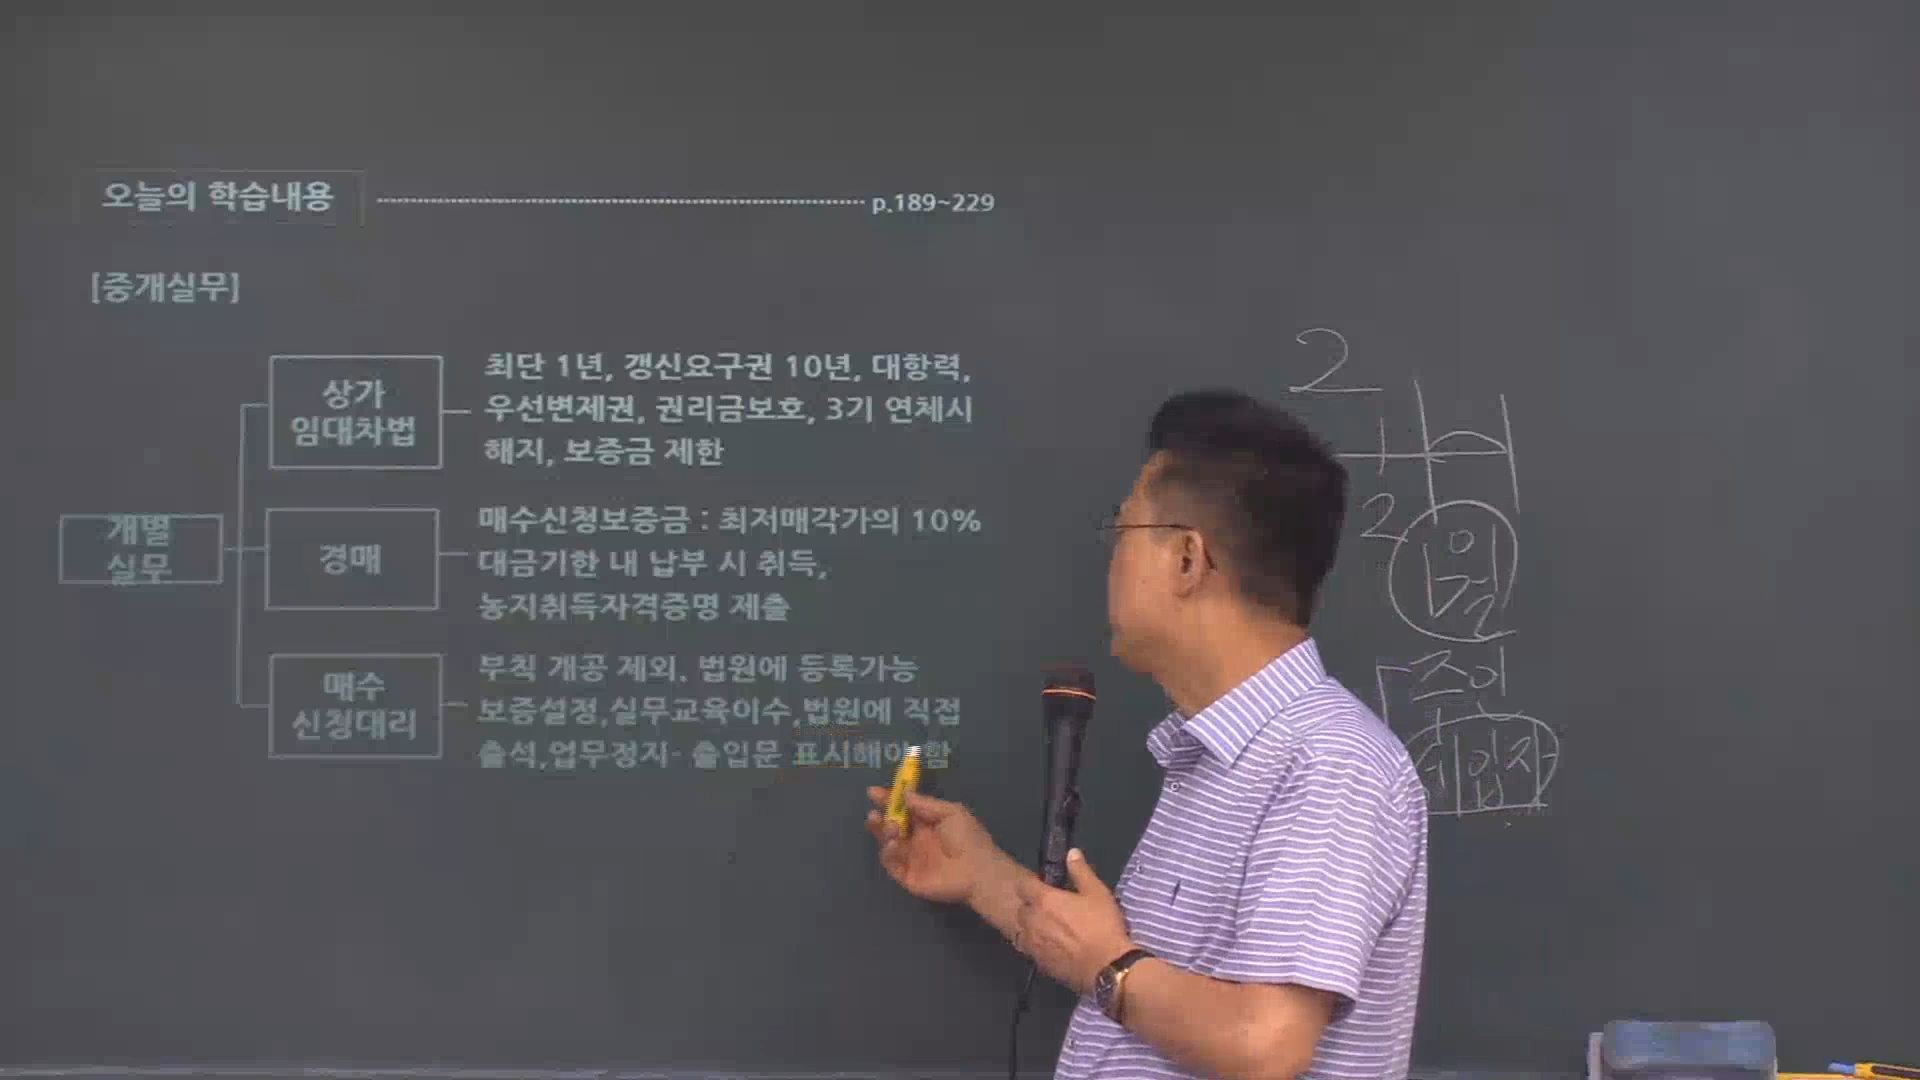 오늘의 학습내용 p.189~229
[중개실무]
개별
실무
상가
임대차법
최단 1년, 갱신요구권 10년, 대항력,
우선변제권, 권리금보호, 3기 연체시
해지, 보증금 제한
경매
매수신청보증금 : 최저매각가의 10%
대금기한 내 납부 시 취득,
농지취득자격증명 제출
매수
신청대리
부칙 개공 제외, 법원에 등록가능
보증설정,실무교육이수,법원에 직접
출석,업무정지- 출입문 표시해야 함
2
2
주인